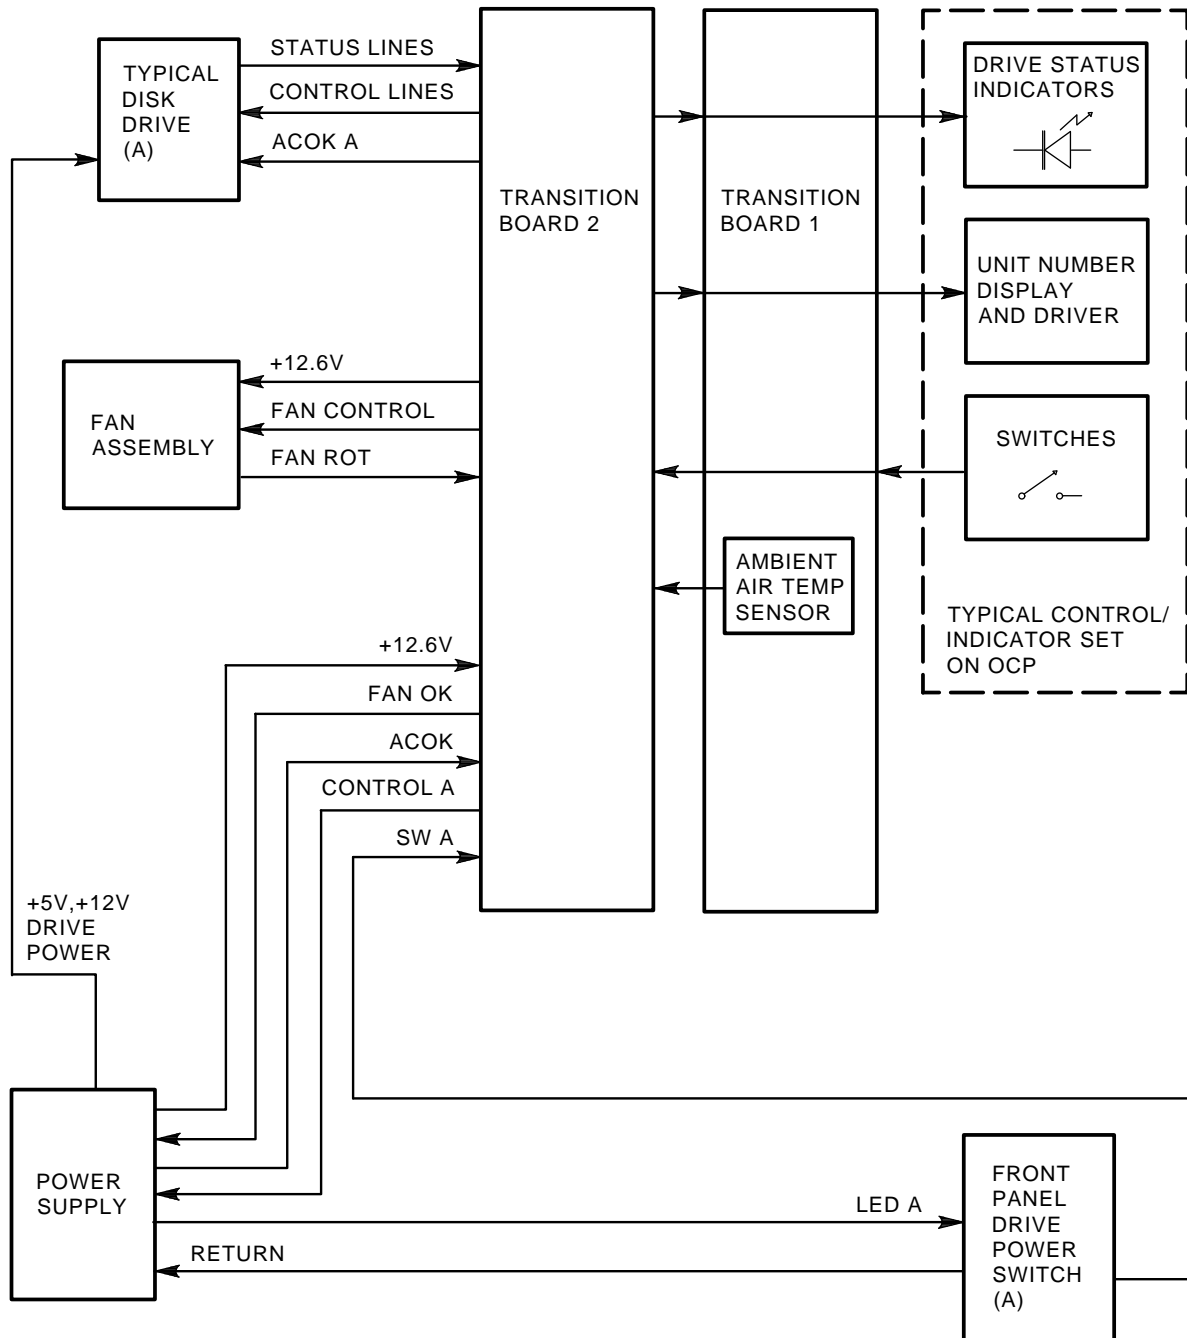 STATUS LINES
TYPICAL
DISK
DRIVE
(A)
CONTROL LINES
ACOK A
TRANSITION
BOARD 2
TRANSITION
BOARD 1
DRIVE STATUS
INDICATORS
UNIT NUMBER
DISPLAY
AND DRIVER
+12.6V
FAN CONTROL
FAN ROT
FAN
ASSEMBLY
SWITCHES
AMBIENT
AIR TEMP
SENSOR
TYPICAL CONTROL/
INDICATOR SET
ON OCP
+12.6V
FAN OK
ACOK
CONTROL A
SW A
+5V,+12V
DRIVE
POWER
POWER
SUPPLY
LED A
RETURN
FRONT
PANEL
DRIVE
POWER
SWITCH
(A)